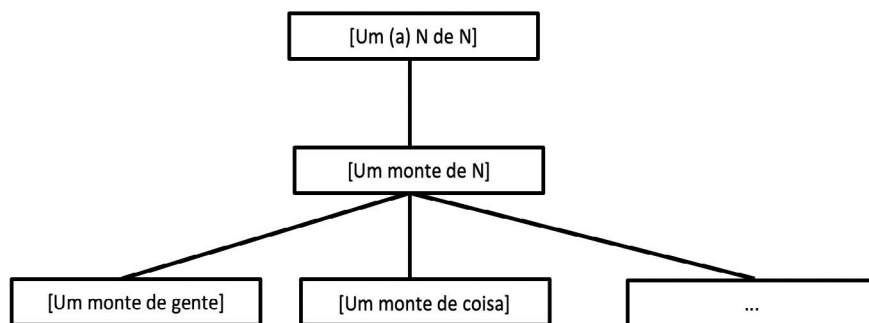 [Um (a) N de N]
[Um monte de N]
[Um monte de gente]
[Um monte de coisa]
...